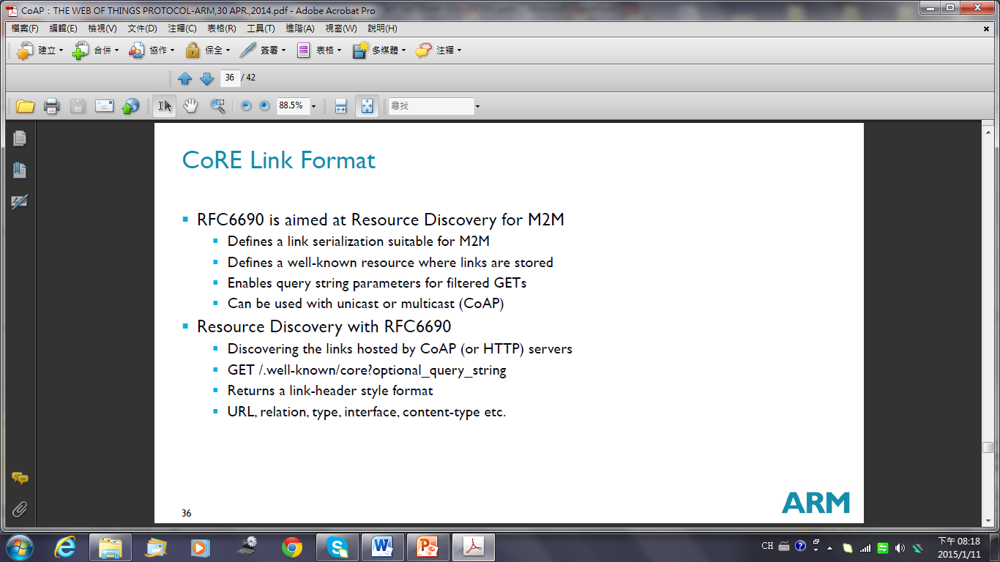 CoAP : THE WEB OF THINGS PROTOCOL-ARM,30 APR.,2014.pdf - Adobe Acrobat Pro
檔案(F) 編輯(E) 檢視(V) 文件(D) 注釋(C) 表格(R) 工具(T) 進階(A) 視窗(W) 說明(H)
建立 合併 協作 保全 簽署 表格 多媒體 注釋
36 / 42
88.5% 尋找
CoRE Link Format
RFC6690 is aimed at Resource Discovery for M2M
Defines a link serialization suitable for M2M
Defines a well-known resource where links are stored
Enables query string parameters for filtered GETs
Can be used with unicast or multicast (CoAP)
Resource Discovery with RFC6690
Discovering the links hosted by CoAP (or HTTP) servers
GET /.well-known/core?optional_query_string
Returns a link-header style format
URL, relation, type, interface, content-type etc.
36
ARM
CH
下午 08:18
2015/1/11